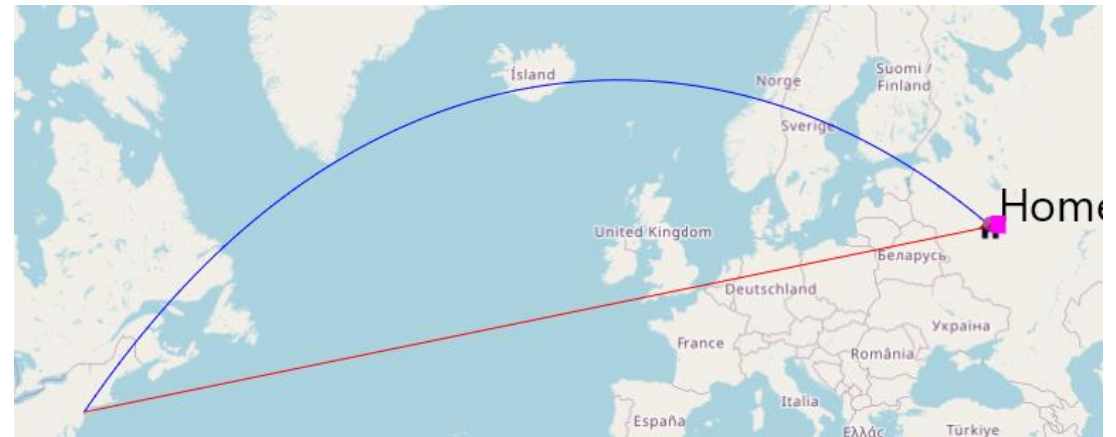 Ísland
Norge
Suomi /
Finland
Sverige
Home
United Kingdom
Беларусь
Deutschland
Україна
France
România
Italia
España
Ελλάς
Türkiye